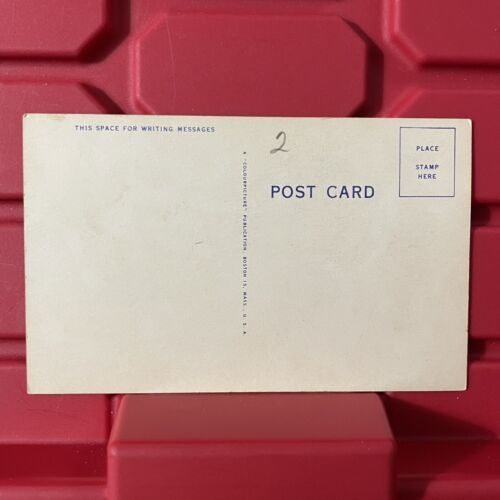 THIS SPACE FOR WRITING MESSAGES
2
PLACE
STAMP
HERE
POST CARD
A "COLOURPICTURE" PUBLICATION, BOSTON 15, MASS., U. S. A.